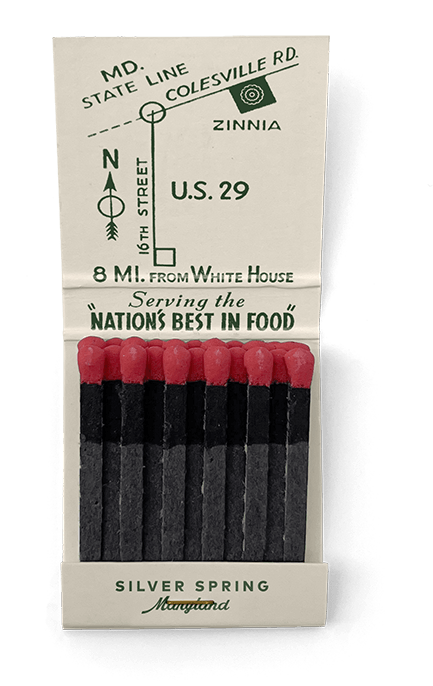 MD.
STATE LINE
COLESVILLE RD.
ZINNIA
N
16TH STREET
U.S. 29
8 MI. FROM WHITE HOUSE
Serving the
"NATION'S BEST IN FOOD"
SILVER SPRING
Maryland